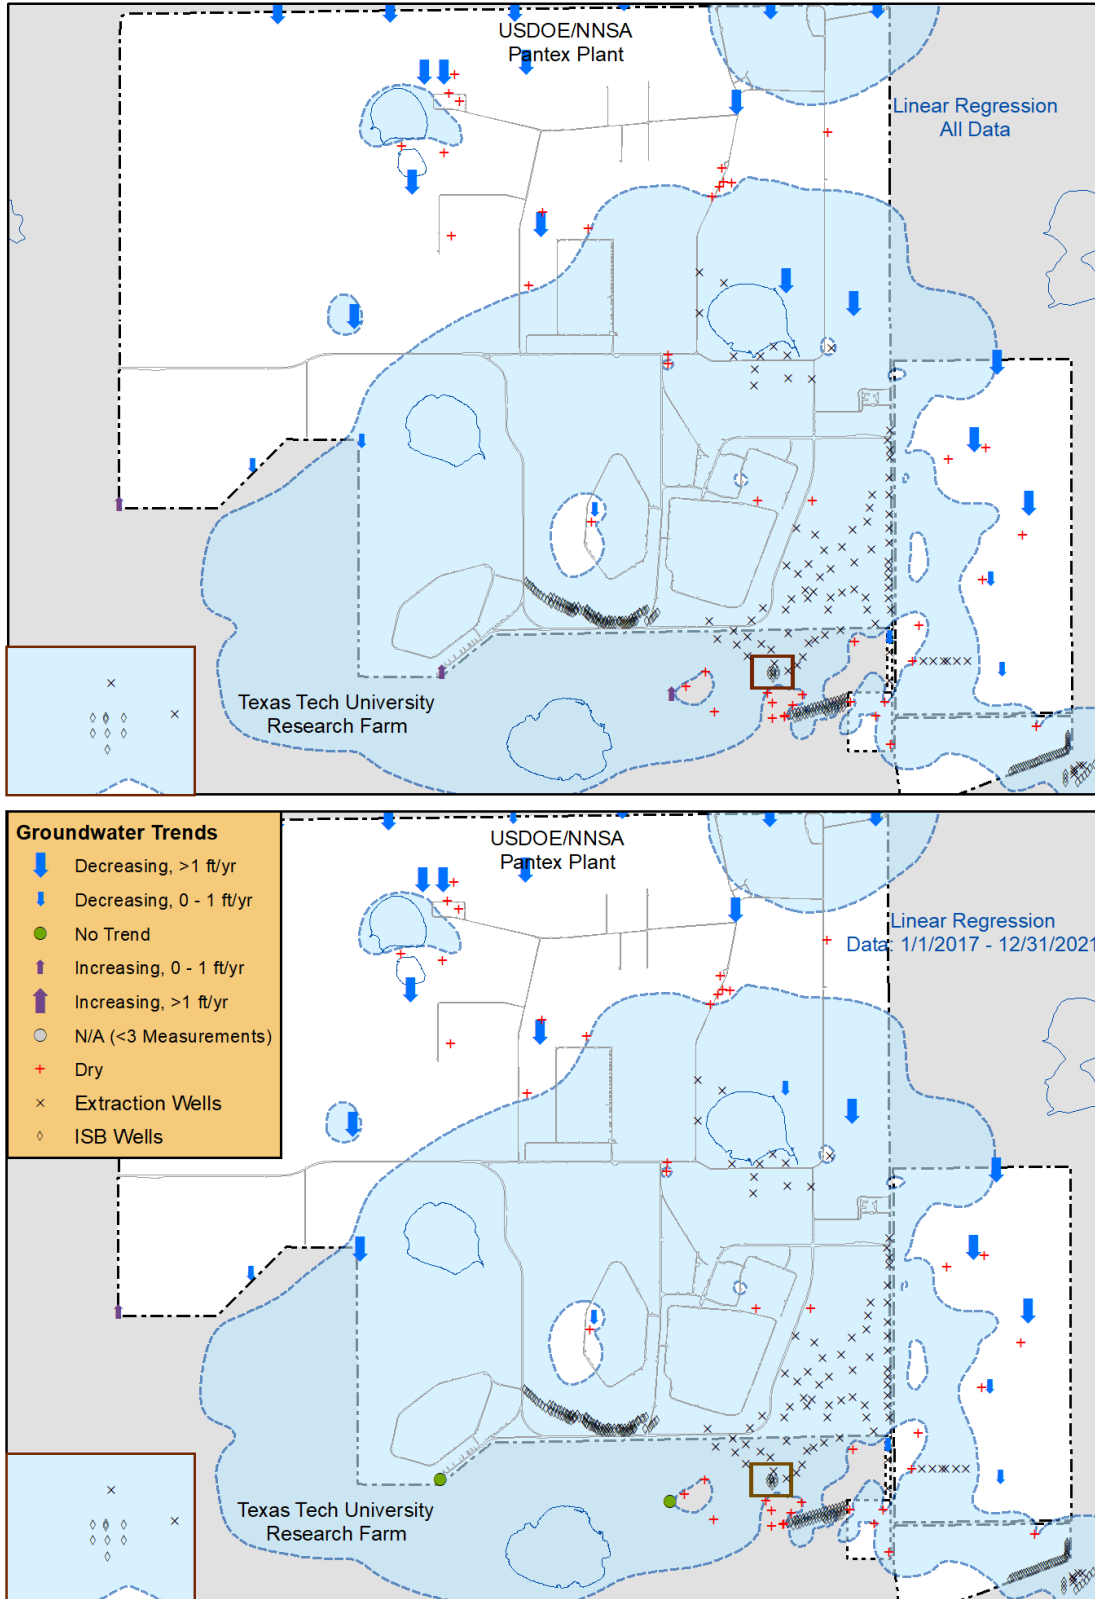 USDOE/NNSA
Pantex Plant
Linear Regression
All Data
Texas Tech University
Research Farm
Groundwater Trends
Decreasing, >1 ft/yr
Decreasing, 0 - 1 ft/yr
No Trend
Increasing, 0 - 1 ft/yr
Increasing, >1 ft/yr
N/A (<3 Measurements)
Dry
Extraction Wells
ISB Wells
USDOE/NNSA
Pantex Plant
Linear Regression
Data: 1/1/2017 - 12/31/2021
Texas Tech University
Research Farm